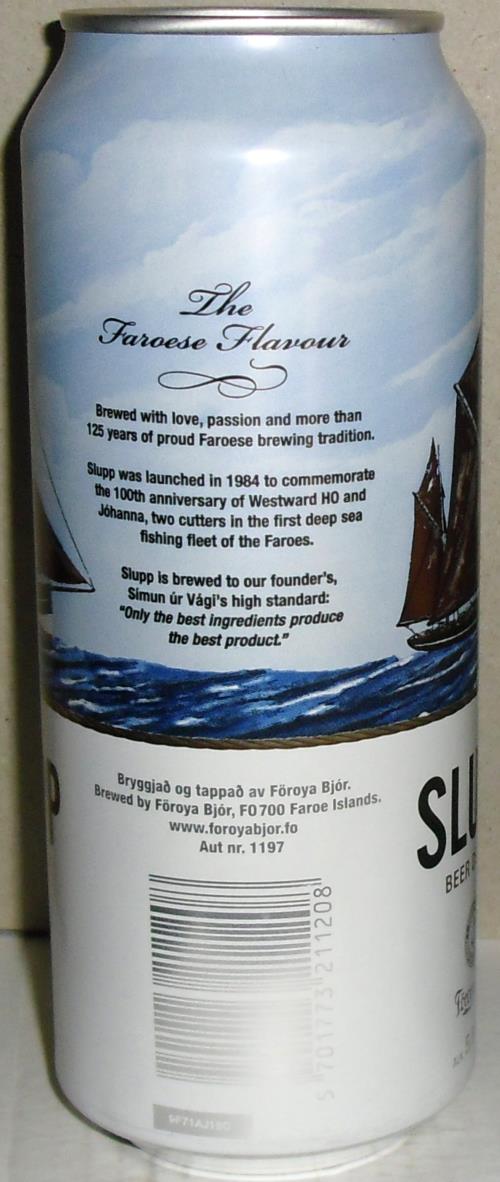 The
Faroese Flavour
Brewed with love, passion and more than
125 years of proud Faroese brewing tradition.
Slupp was launched in 1984 to commemorate
the 100th anniversary of Westward HO and
Jóhanna, two cutters in the first deep sea
fishing fleet of the Faroes.
Slupp is brewed to our founder's,
Símun úr Vági's high standard:
"Only the best ingredients produce
the best product."
Bryggjað og tappað av Föroya Bjór.
Brewed by Föroya Bjór, FO700 Faroe Islands.
www.foroyabjor.fo
Aut nr. 1197
5 701773 211208
P
SLU
BEER